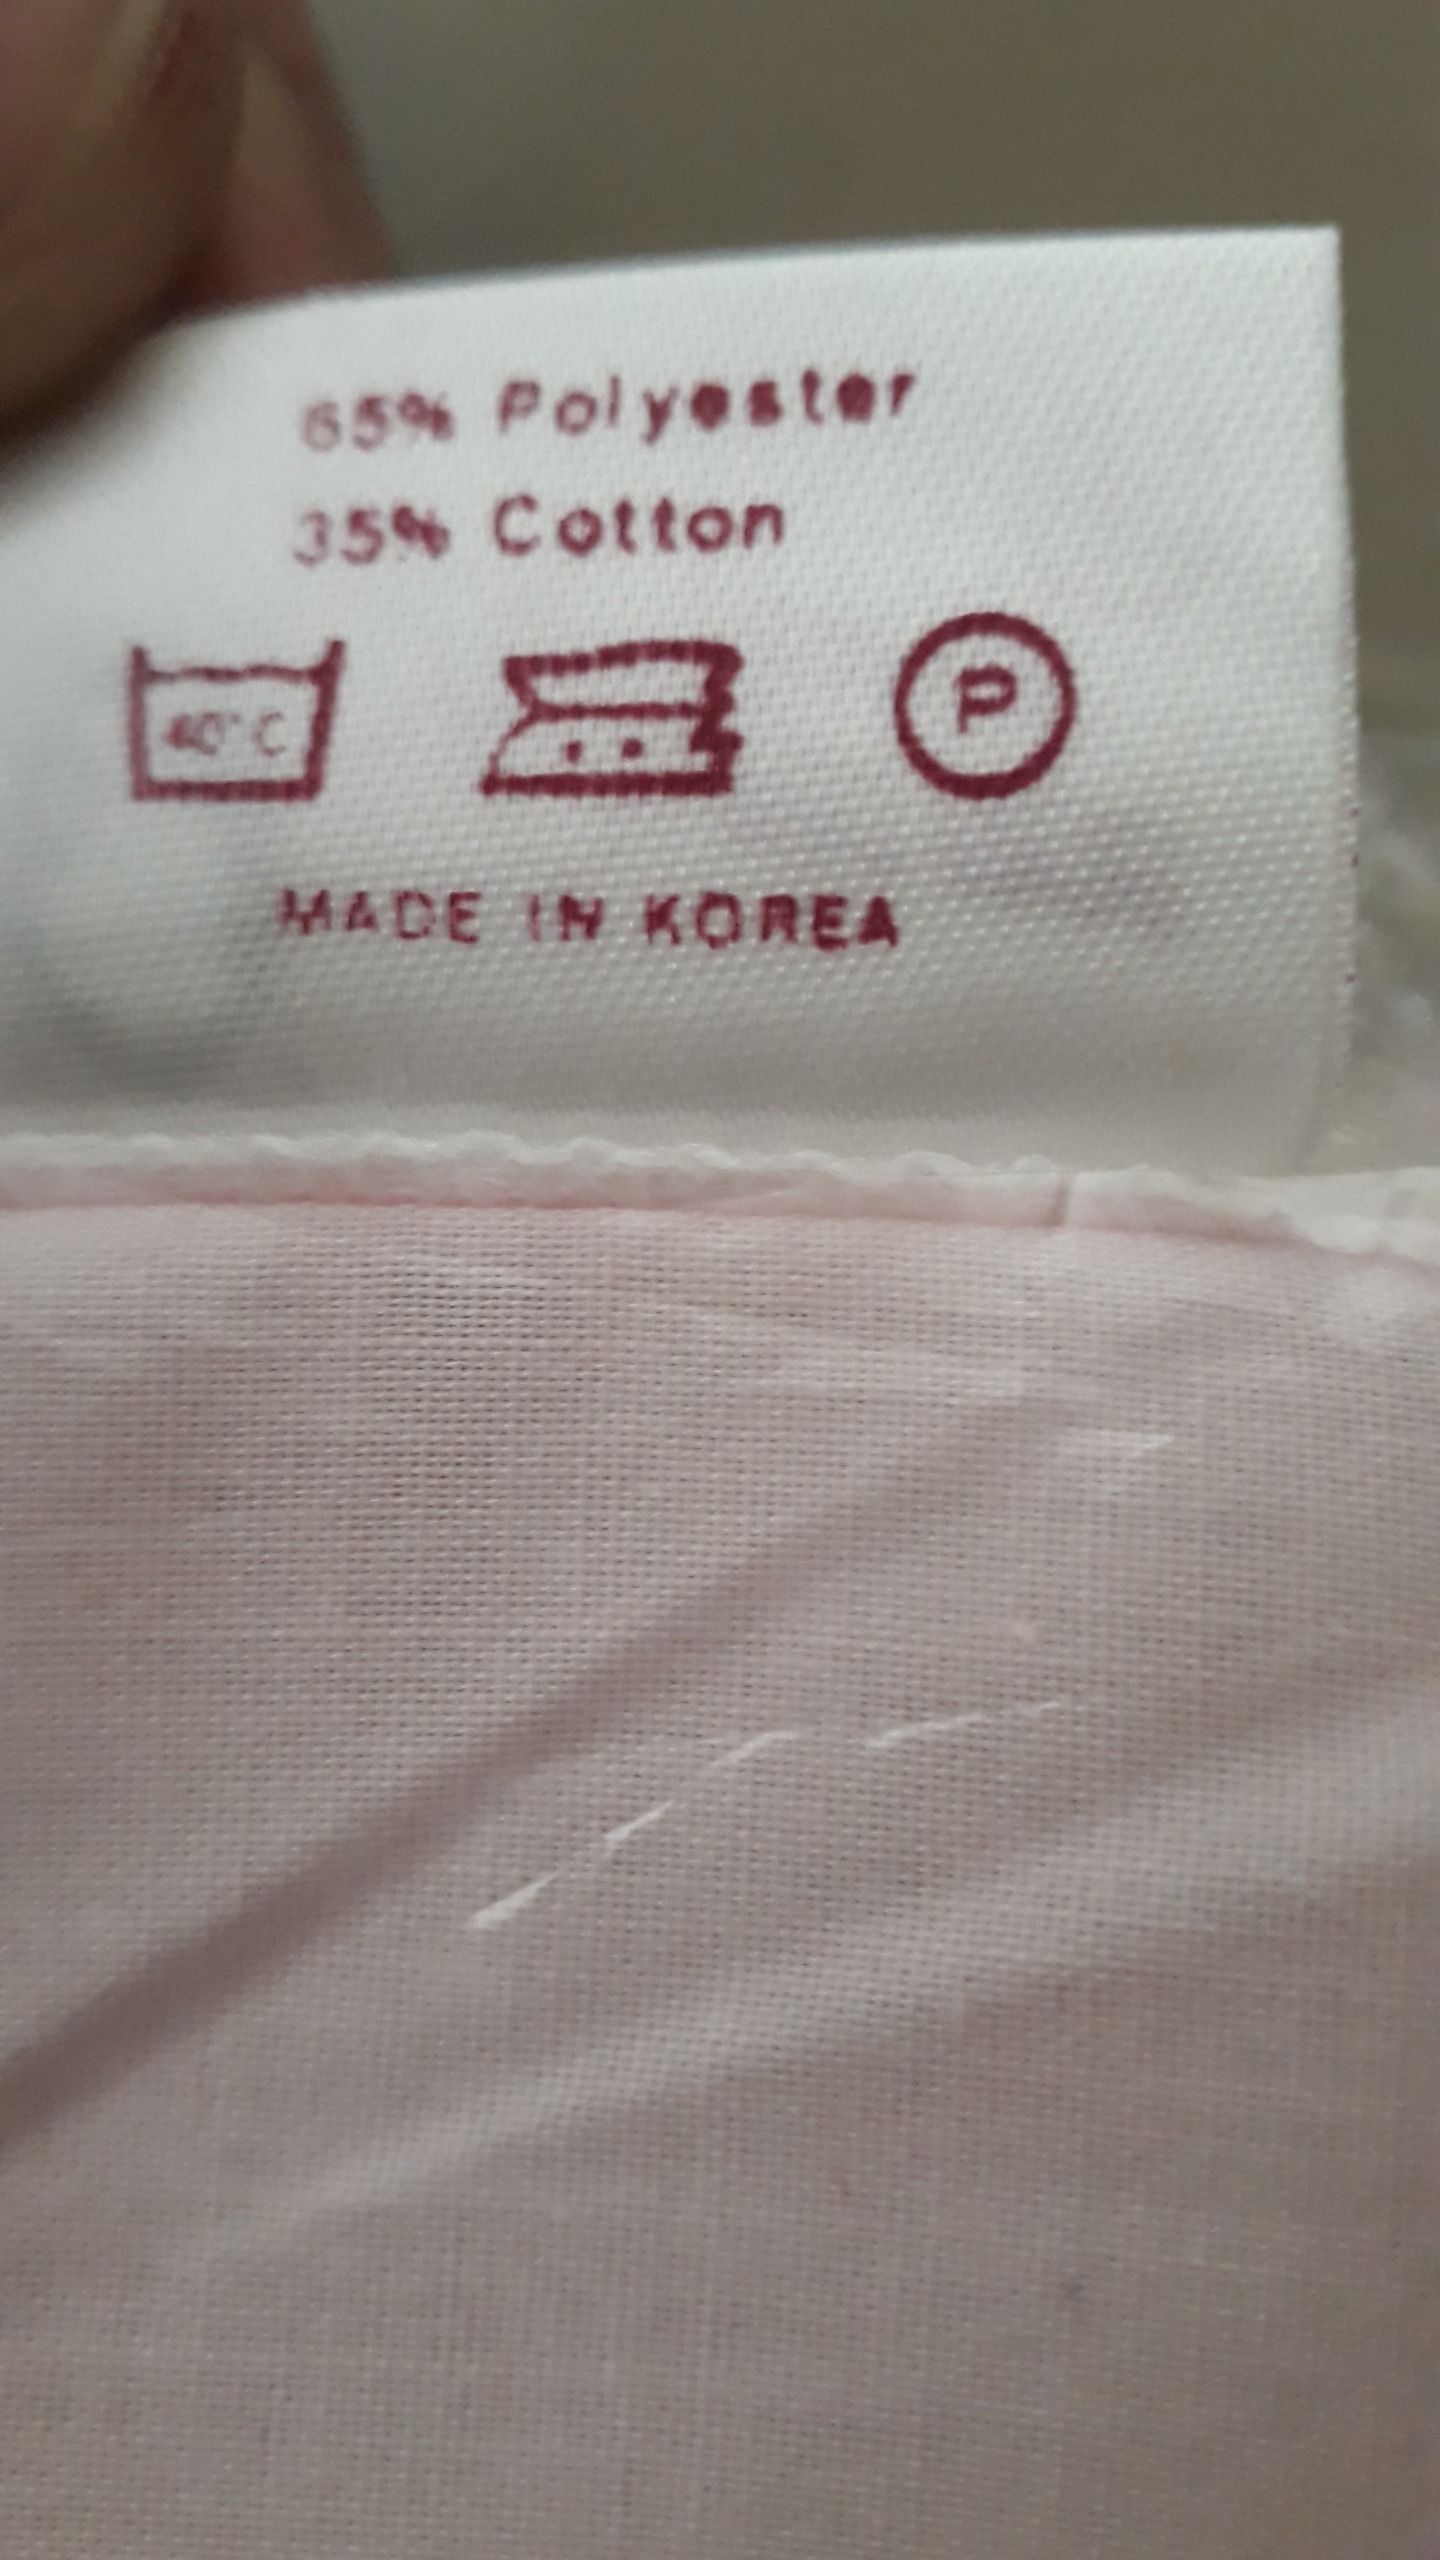 65% Polyester
35% Cotton
40°C
P
MADE IN KOREA